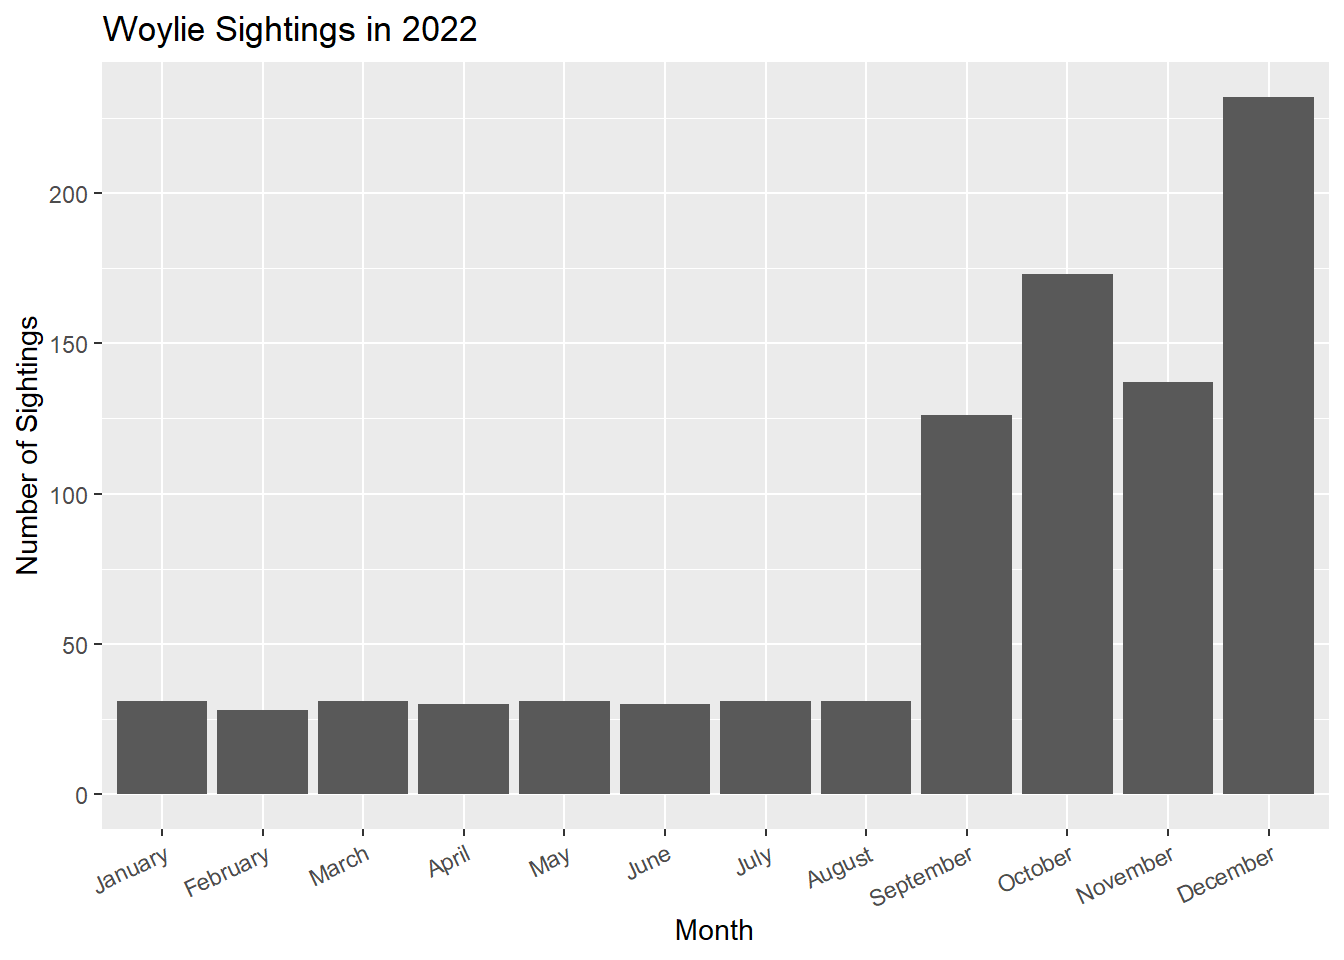 Woylie Sightings in 2022
Number of Sightings
200
150
100
50
0
January
February
March
April
May
June
July
August
September
October
November
December
Month